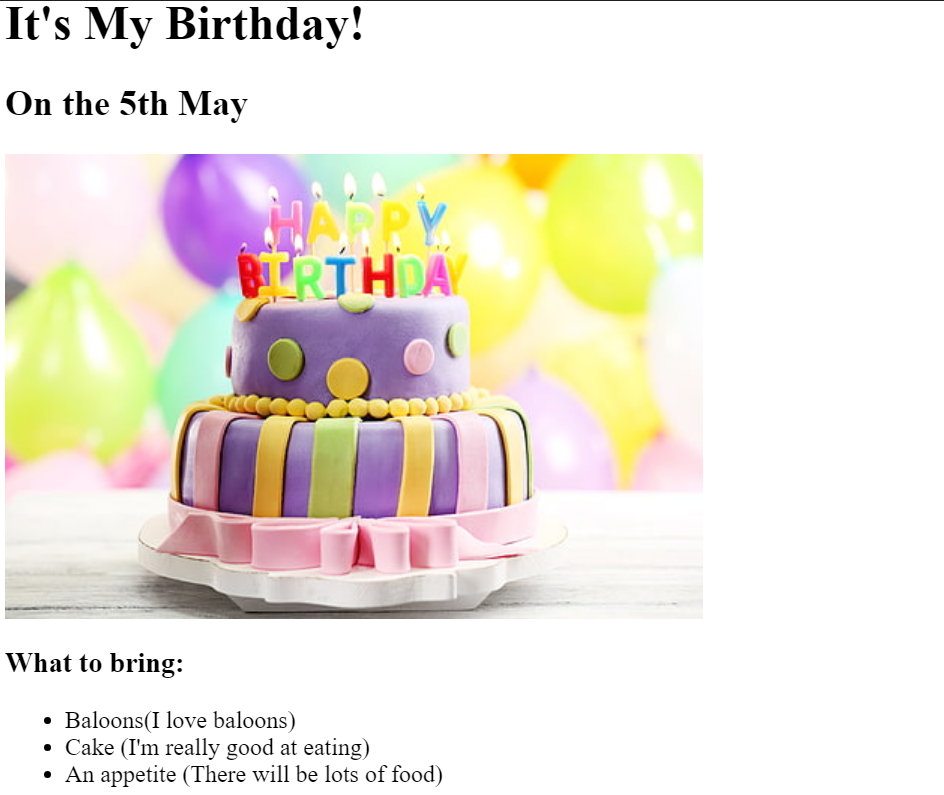 It's My Birthday!
On the 5th May
HAPPY
BIRTHDAY
What to bring:
Baloons(I love baloons)
Cake (I'm really good at eating)
An appetite (There will be lots of food)